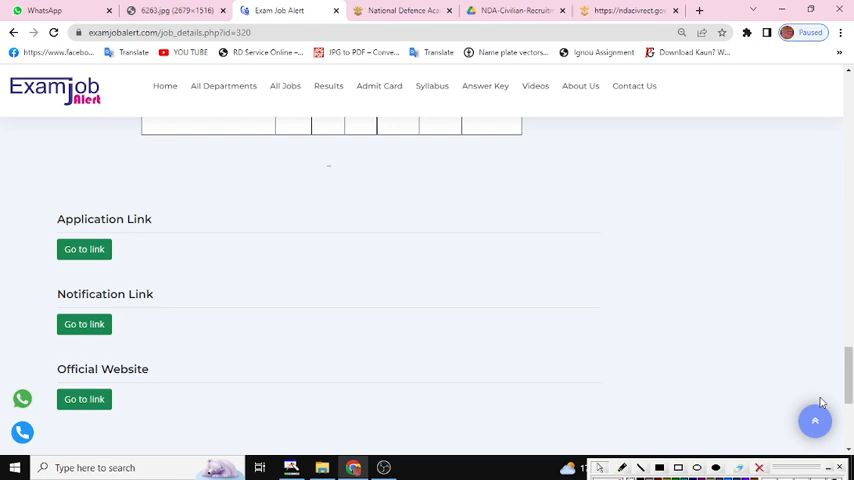 WhatsApp
6263.jpg (2679×1516)
Exam Job Alert
National Defence Aca
NDA-Civilian-Recruitm
https://ndacivrect.gov
examjobalert.com/job_details.php?id=320
Paused
https://www.facebo...
Translate
YOU TUBE
RD Service Online –...
JPG to PDF – Conve...
Translate
Name plate vectors...
Ignou Assignment
Download Kaun? W...
»
ExamJob
Alert
Home
All Departments
All Jobs
Results
Admit Card
Syllabus
Answer Key
Videos
About Us
Contact Us
–
Application Link
Go to link
Notification Link
Go to link
Official Website
Go to link
Type here to search